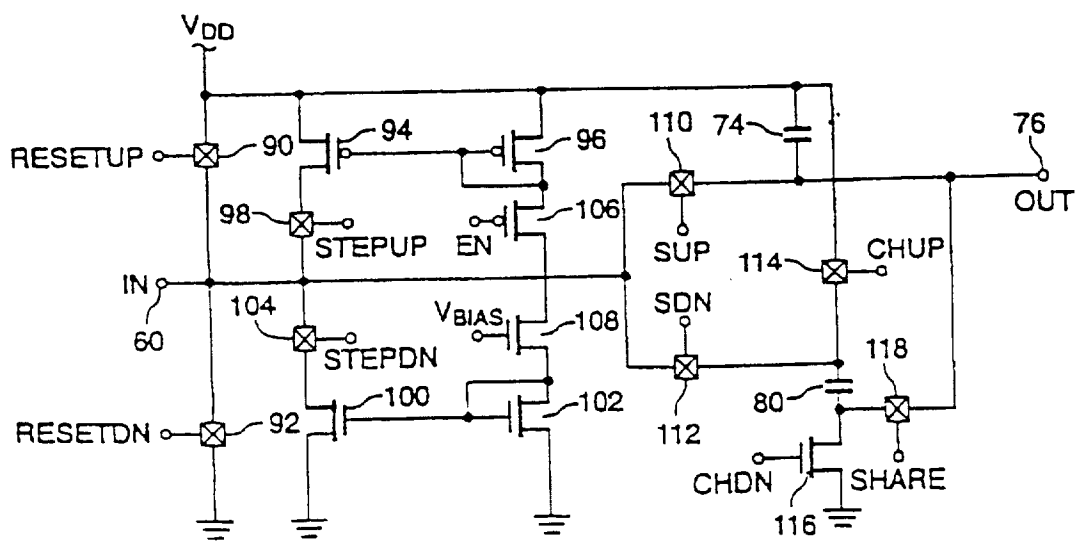 VDD
94
96
110
74
76
RESETUP
90
OUT
98
106
STEPUP
EN
SUP
114
CHUP
IN
SDN
104
VBIAS
108
118
60
STEPDN
100
102
112
80
RESETDN
92
CHDN
SHARE
116